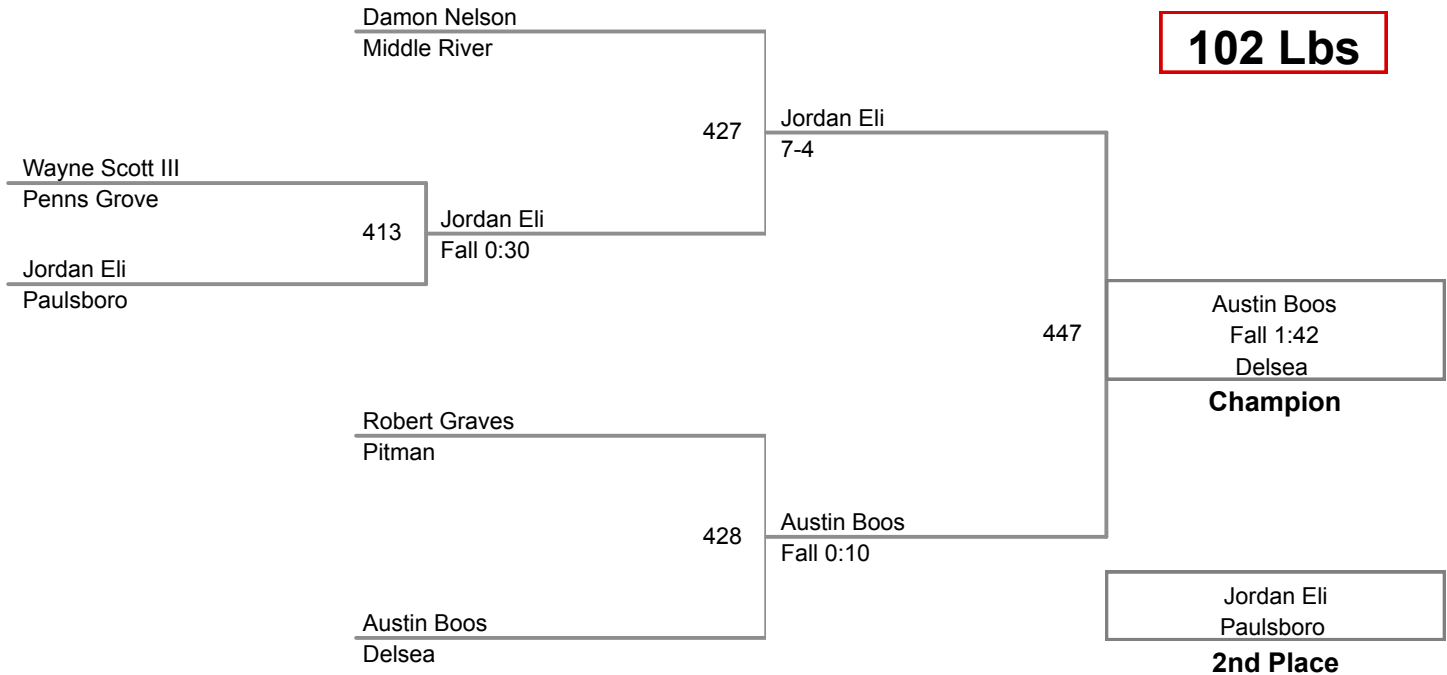 Damon Nelson
Middle River
102 Lbs
427
Jordan Eli
7-4
Wayne Scott III
Penns Grove
413
Jordan Eli
Fall 0:30
Jordan Eli
Paulsboro
447
Austin Boos
Fall 1:42
Delsea
Champion
Robert Graves
Pitman
428
Austin Boos
Fall 0:10
Austin Boos
Delsea
Jordan Eli
Paulsboro
2nd Place